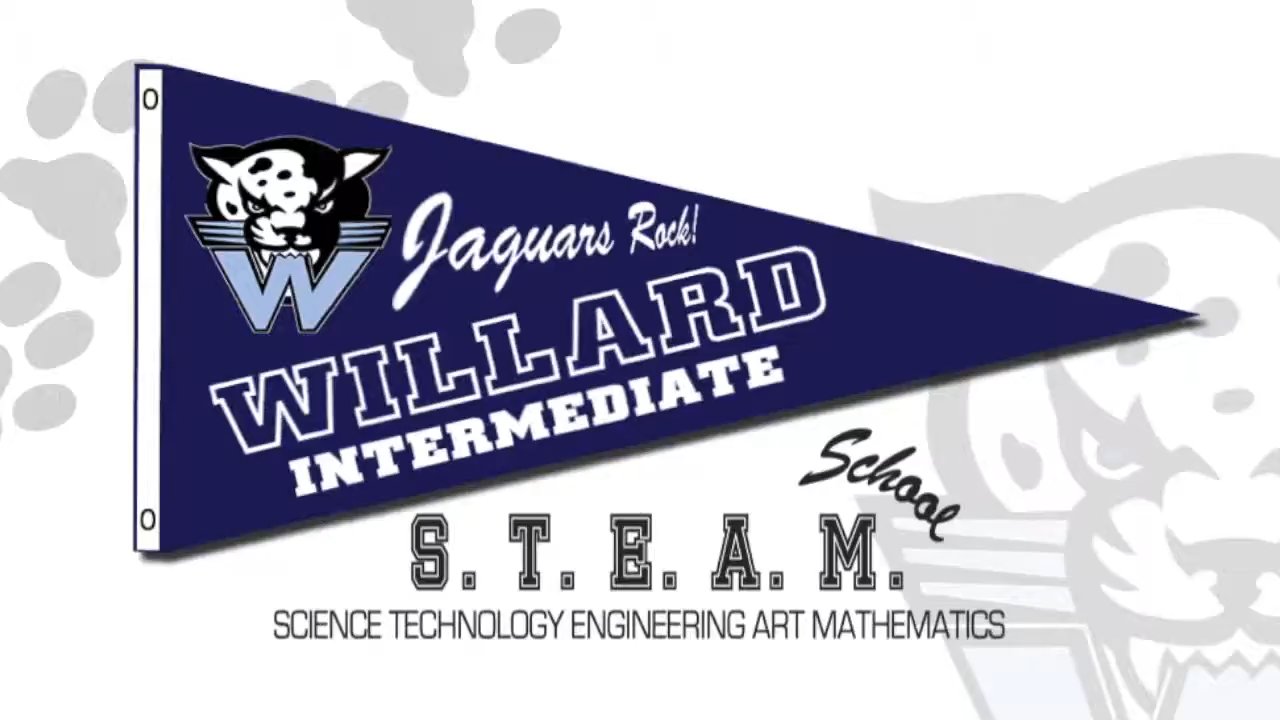 W
Jaguars Rock!
WILLARD
INTERMEDIATE
School
S. T. E. A. M.
SCIENCE TECHNOLOGY ENGINEERING ART MATHEMATICS